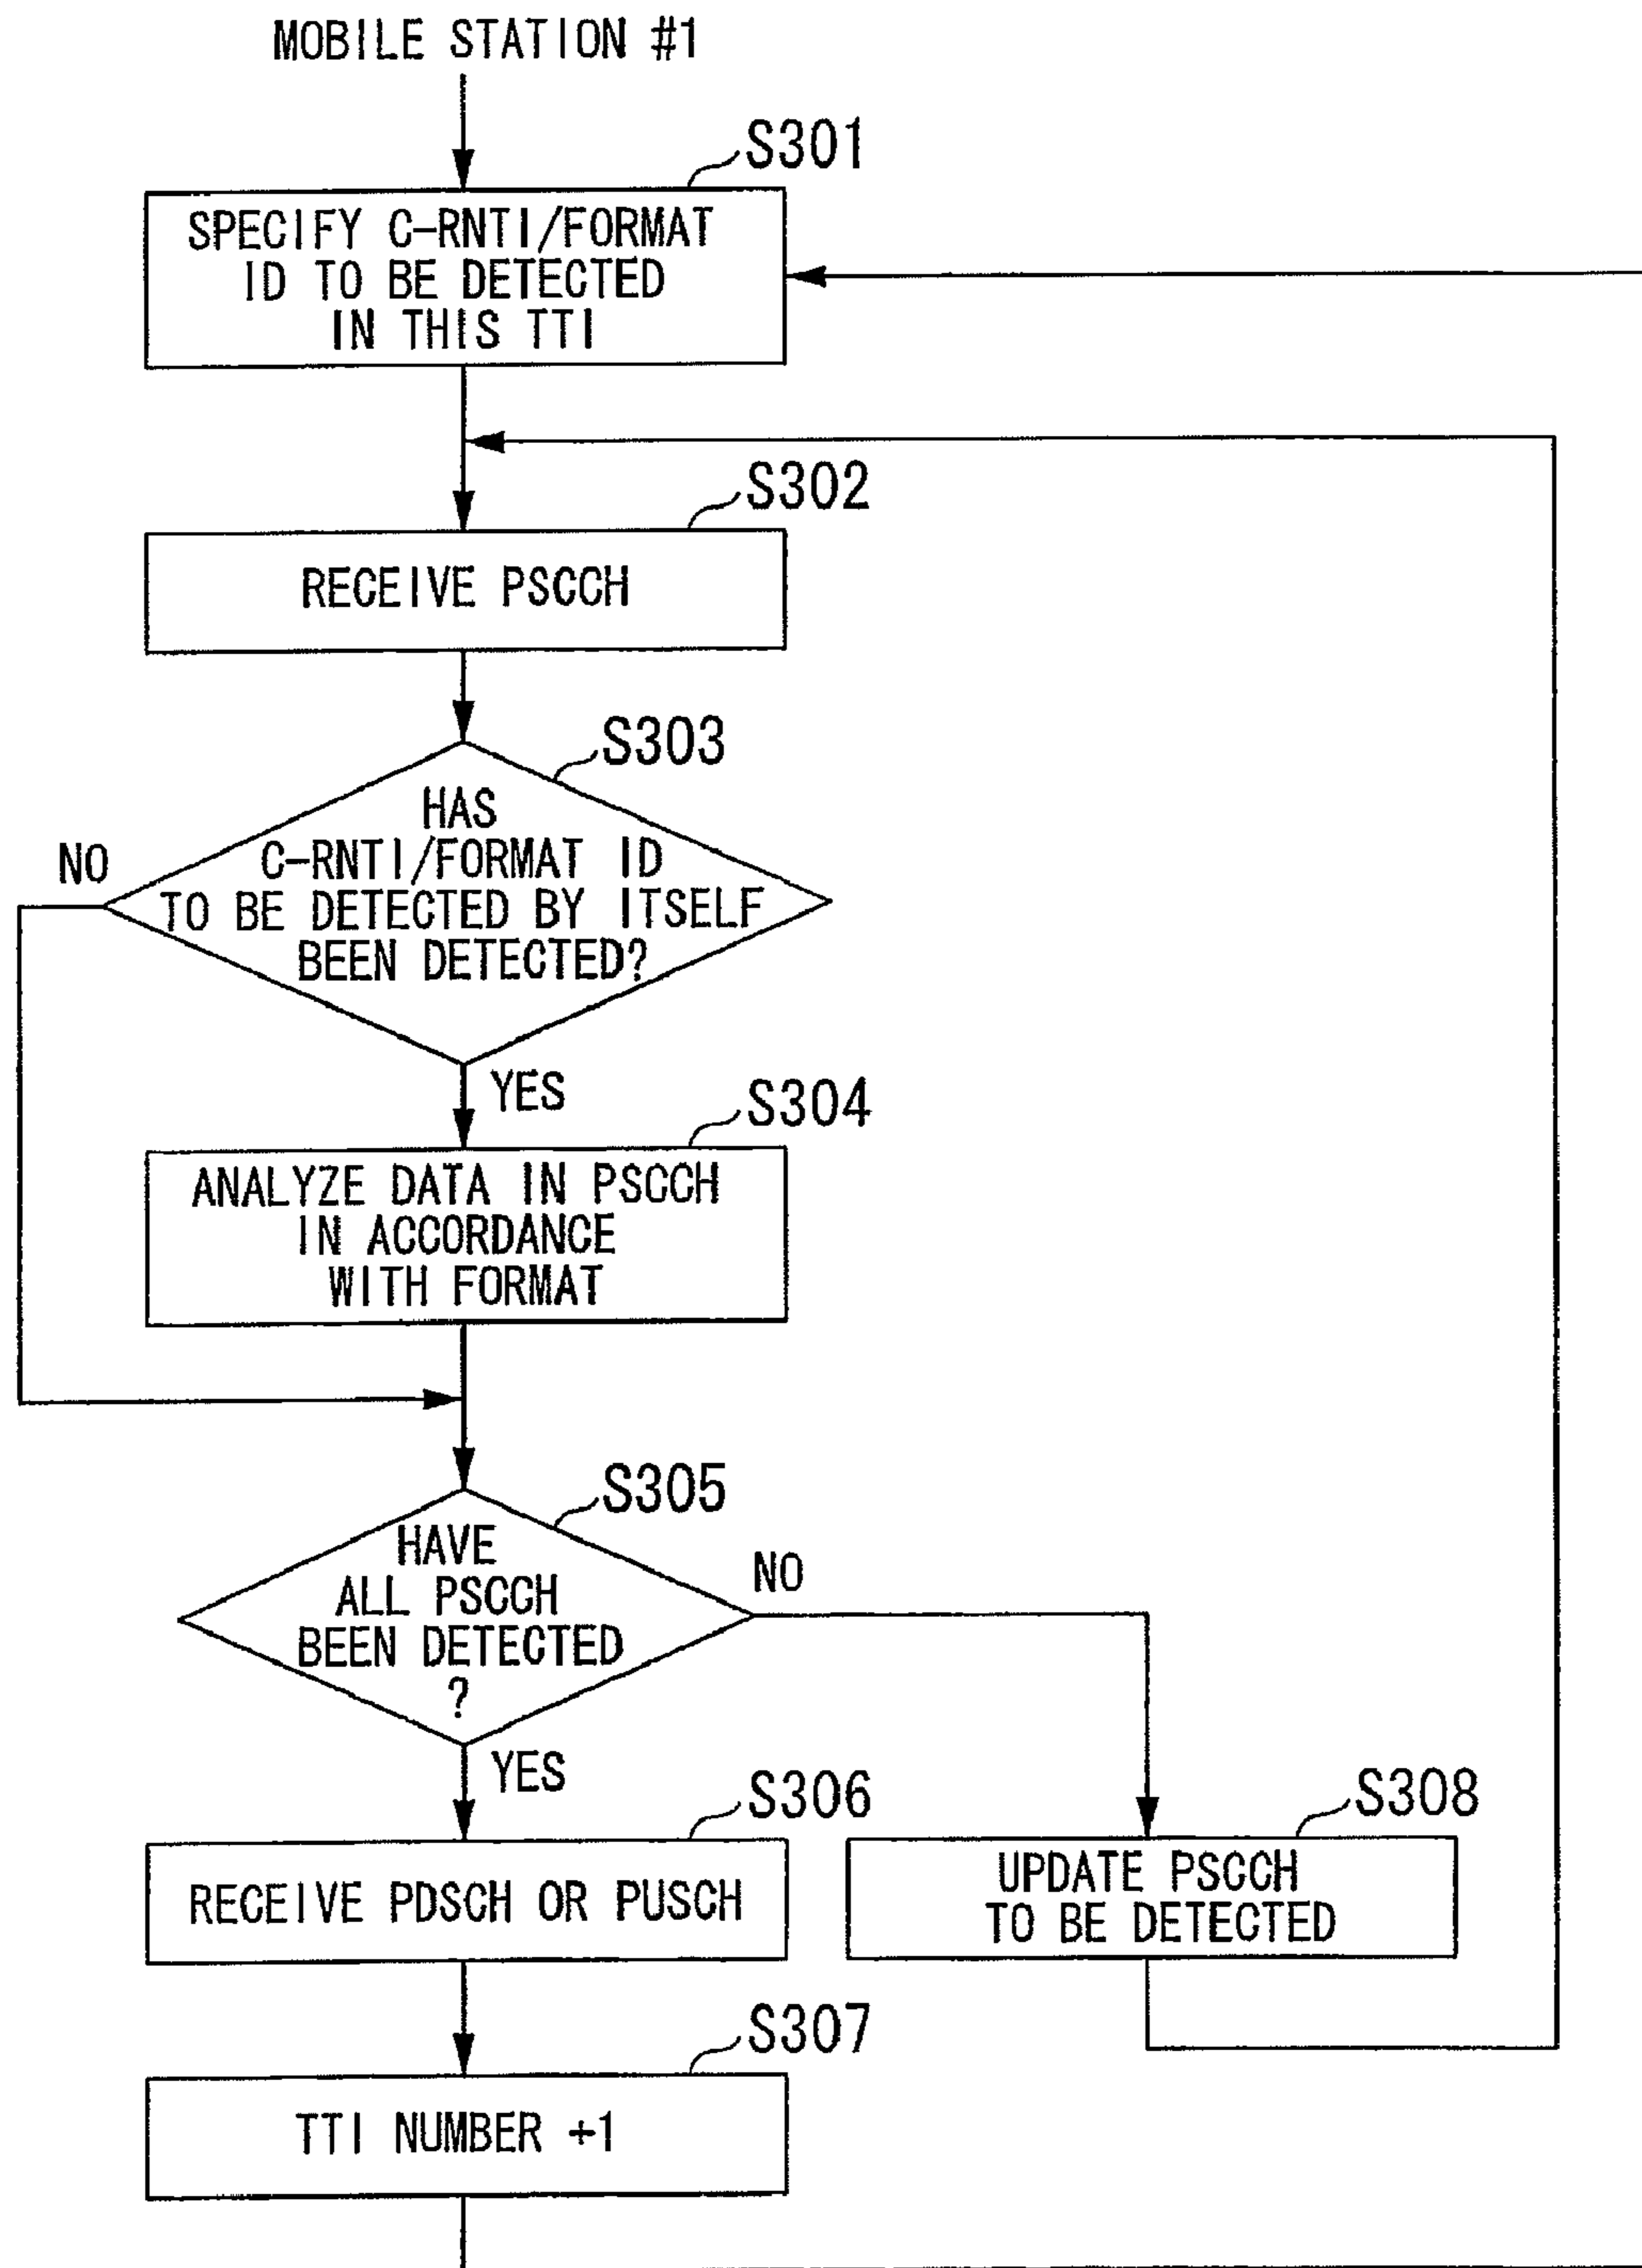 MOBILE STATION #1
S301
SPECIFY C-RNTI/FORMAT
ID TO BE DETECTED
IN THIS TTI
S302
RECEIVE PSCCH
S303
HAS
C-RNTI/FORMAT ID
TO BE DETECTED BY ITSELF
BEEN DETECTED?
NO
YES
S304
ANALYZE DATA IN PSCCH
IN ACCORDANCE
WITH FORMAT
S305
HAVE
ALL PSCCH
BEEN DETECTED
?
NO
YES
S306
RECEIVE PDSCH OR PUSCH
S308
UPDATE PSCCH
TO BE DETECTED
S307
TTI NUMBER +1